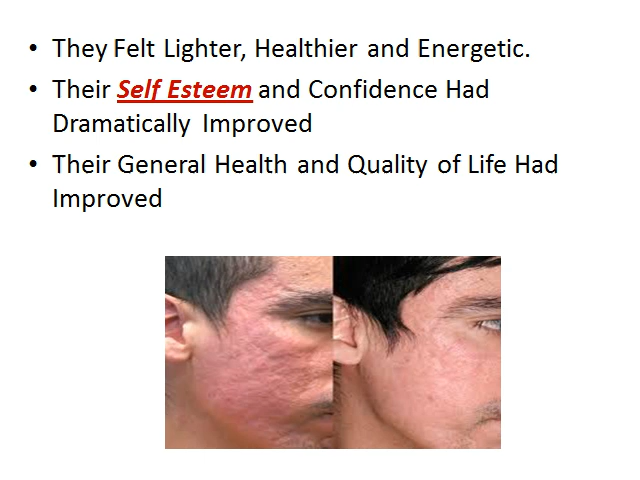 • They Felt Lighter, Healthier and Energetic.
• Their Self Esteem and Confidence Had
Dramatically Improved
• Their General Health and Quality of Life Had
Improved